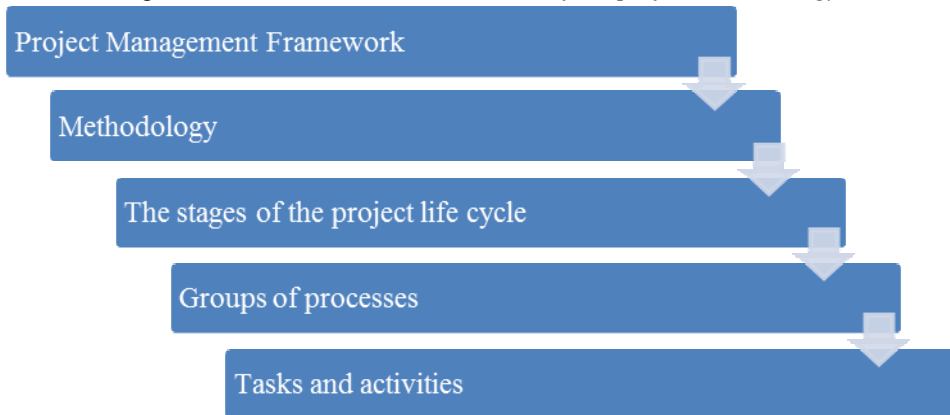 Project Management Framework
Methodology
The stages of the project life cycle
Groups of processes
Tasks and activities